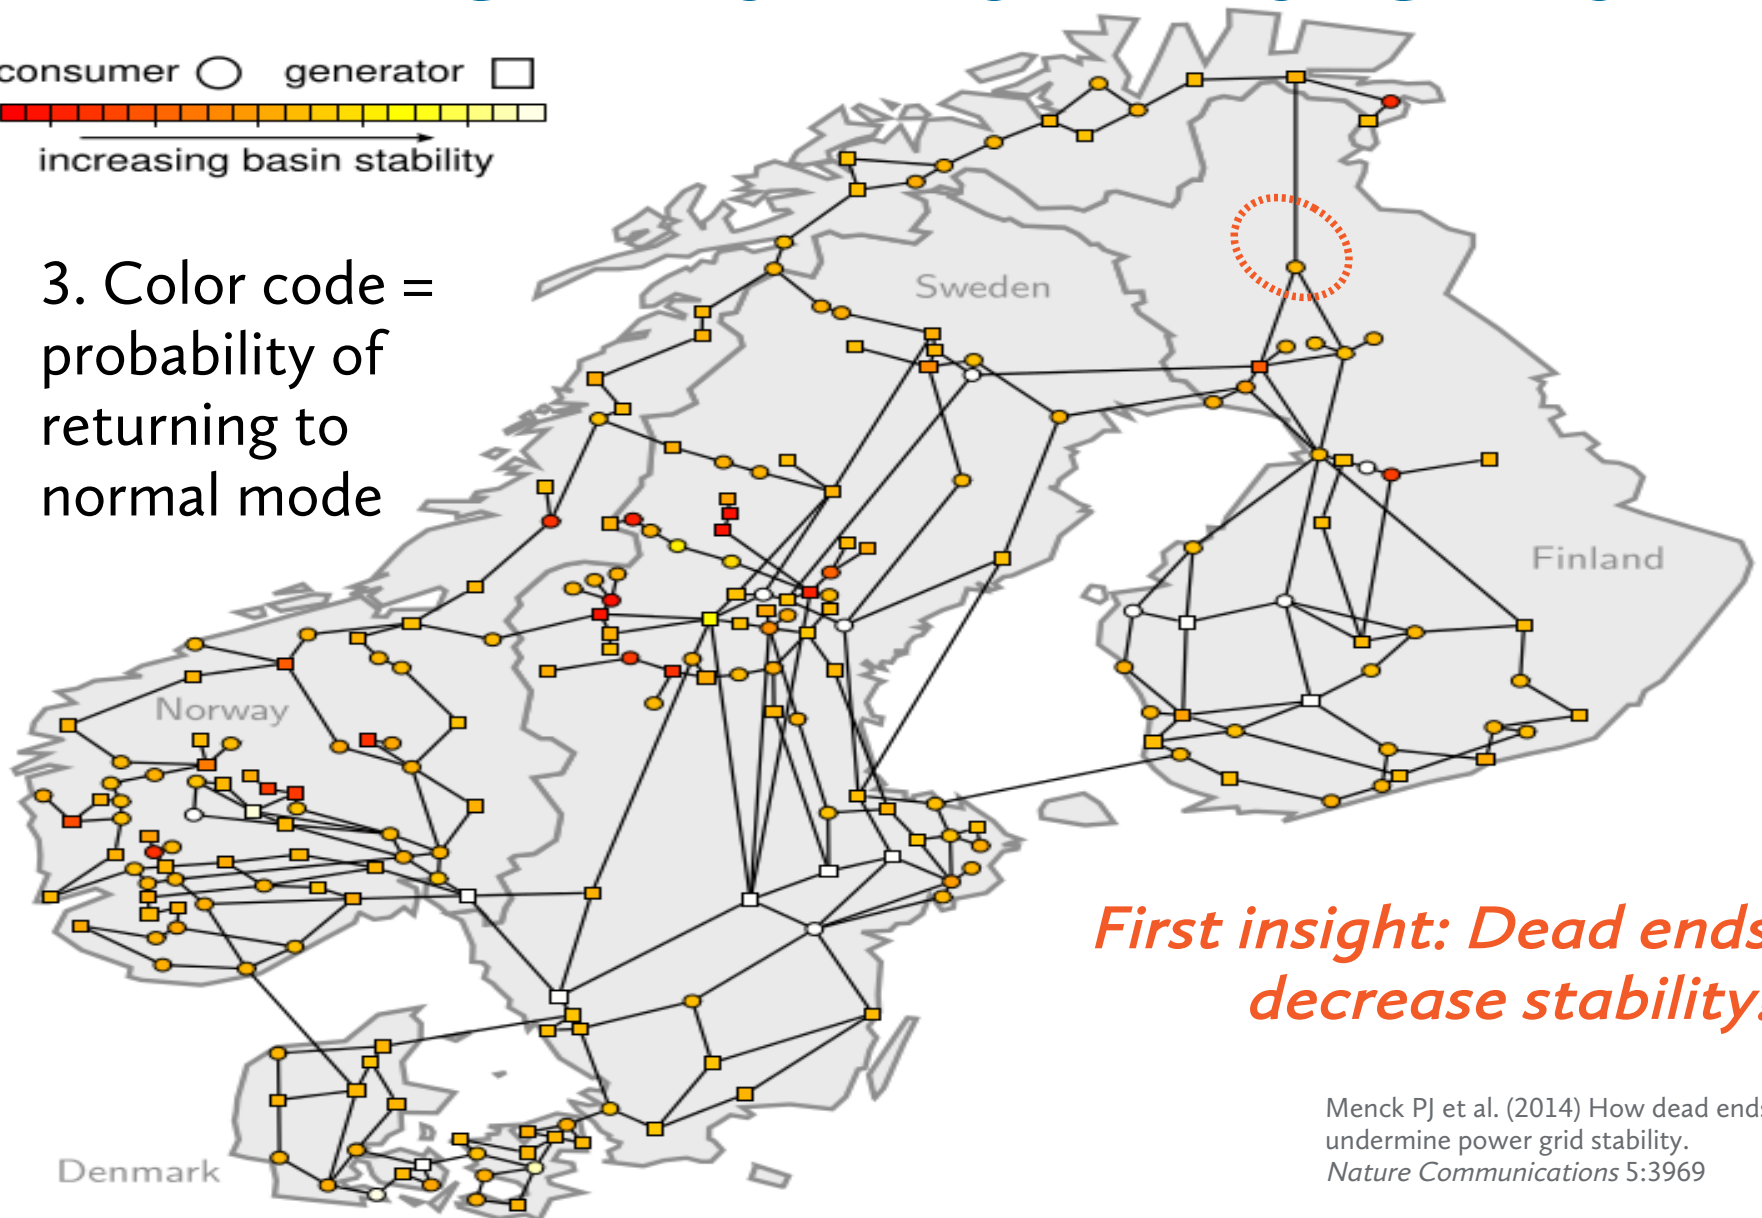 consumer generator
increasing basin stability
3. Color code =
probability of
returning to
normal mode
Sweden
Finland
Norway
First insight: Dead ends
decrease stability.
Menck PJ et al. (2014) How dead ends
undermine power grid stability.
Nature Communications 5:3969
Denmark